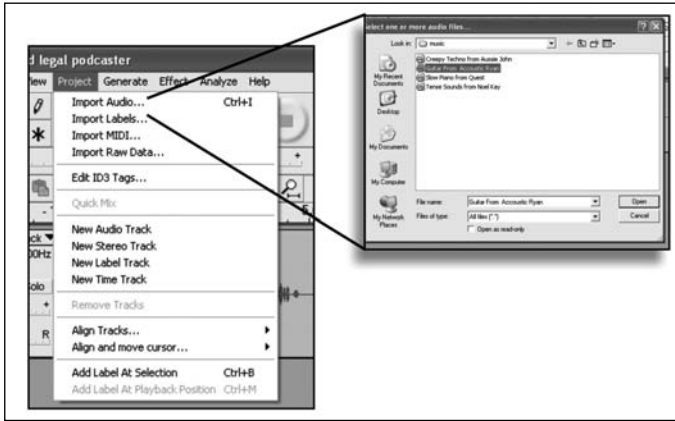 d legal podcaster
iew Project Generate Effect Analyze Help
Import Audio... Ctrl+I
Import Labels...
Import MIDI...
Import Raw Data...
Edit ID3 Tags...
Quick Mix
New Audio Track
New Stereo Track
New Label Track
New Time Track
Remove Tracks
Align Tracks...
Align and move cursor...
Add Label At Selection Ctrl+B
Add Label At Playback Position Ctrl+M
ck
00Hz
Solo
R
Select one or more audio files...
Look in: music
Creepy Techno from Aussie John
Guitar From Accoustic Ryan
Slow Piano from Quest
Tense Sounds from Noel Kay
My Recent
Documents
Desktop
My Documents
My Computer
My Network
Places
File name: Guitar From Accoustic Ryan Open
Files of type: All files (*.*) Cancel
Open as read-only